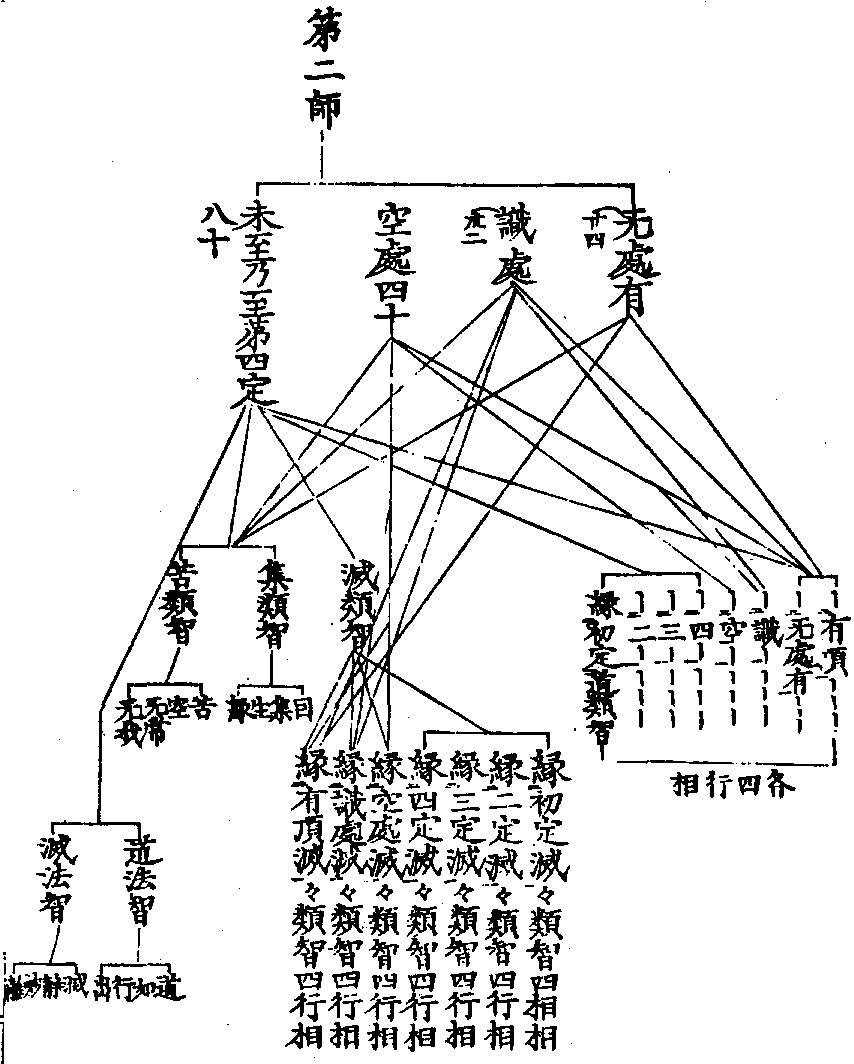 第二師
无處有
卅四
識處
卅二
空處四十
未至乃至第四定
八十
有頂
无處有
識
空
四
三
二
緣初定道類智
各四行相
滅類智
集類智
苦類智
因集生緣
苦空无常无我
緣初定滅々類智四相相
緣二定滅々類智四行相
緣三定滅々類智四行相
緣四定滅々類智四行相
緣空處滅々類智四行相
緣識處滅々類智四行相
緣有頂滅々類智四行相
道法智
滅法智
道如行出
滅靜妙離